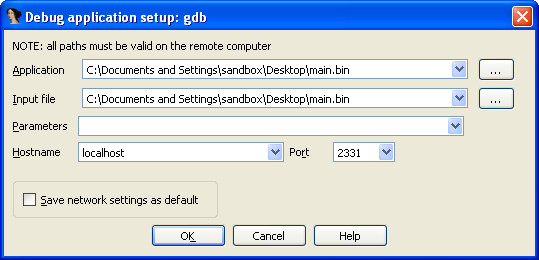 Debug application setup: gdb
NOTE: all paths must be valid on the remote computer
Application C:\Documents and Settings\sandbox\Desktop\main.bin ...
Input file C:\Documents and Settings\sandbox\Desktop\main.bin ...
Parameters
Hostname localhost Port 2331
Save network settings as default
OK Cancel Help